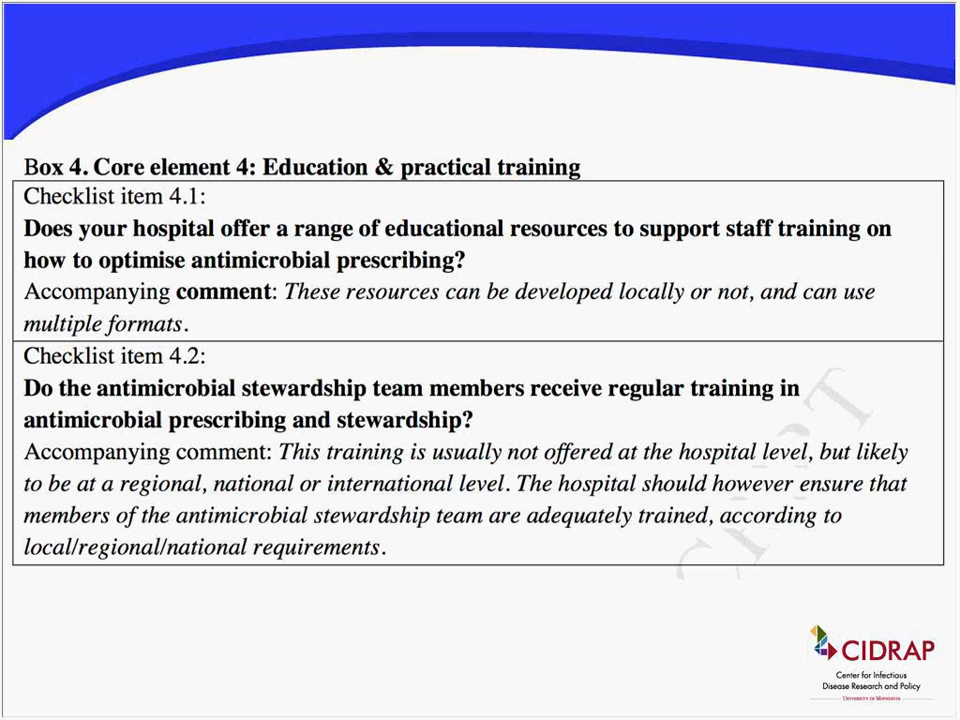 Box 4. Core element 4: Education & practical training
Checklist item 4.1:
Does your hospital offer a range of educational resources to support staff training on
how to optimise antimicrobial prescribing?
Accompanying comment: These resources can be developed locally or not, and can use
multiple formats.
Checklist item 4.2:
Do the antimicrobial stewardship team members receive regular training in
antimicrobial prescribing and stewardship?
Accompanying comment: This training is usually not offered at the hospital level, but likely
to be at a regional, national or international level. The hospital should however ensure that
members of the antimicrobial stewardship team are adequately trained, according to
local/regional/national requirements.
CIDRAP
Center for Infectious
Disease Research and Policy
UNIVERSITY OF MINNESOTA